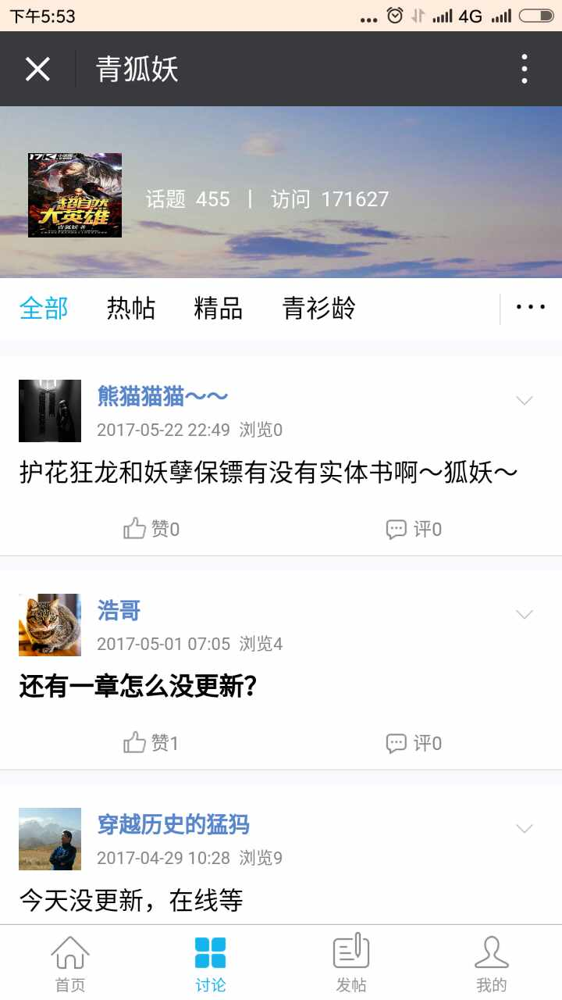 下午5:53
4G
青狐妖
17K小说网
超自然
大英雄
青狐妖 著
话题 455 | 访问 171627
全部 热帖 精品 青衫龄
熊猫猫猫～～
2017-05-22 22:49 浏览0
护花狂龙和妖孽保镖有没有实体书啊～狐妖～
赞0 评0
浩哥
2017-05-01 07:05 浏览4
还有一章怎么没更新？
赞1 评0
穿越历史的猛犸
2017-04-29 10:28 浏览9
今天没更新，在线等
首页 讨论 发帖 我的